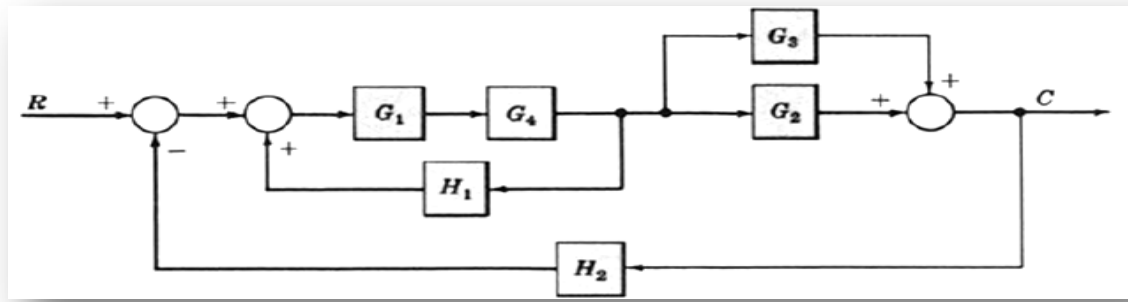 G₃
R + + G₁ G₄ G₂ + + C
− + H₁
H₂